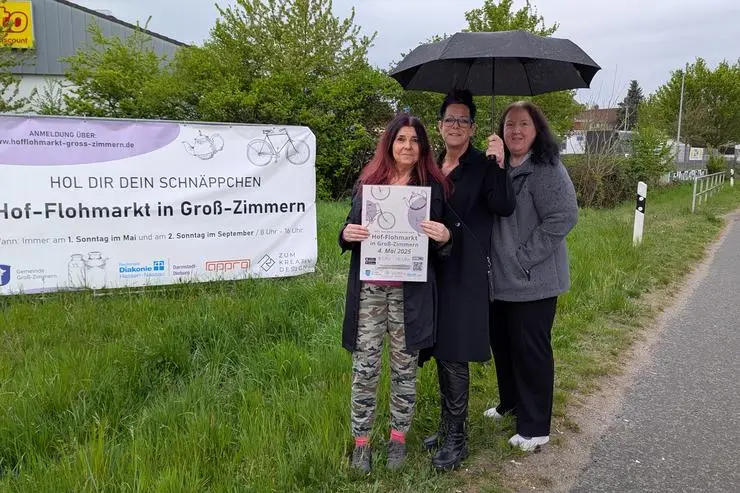 to
discount
ANMELDUNG ÜBER:
www.hofflohmarkt-gross-zimmern.de
HOL DIR DEIN SCHNÄPPCHEN
Hof-Flohmarkt in Groß-Zimmern
Wann: Immer am 1. Sonntag im Mai und am 2. Sonntag im September / 8 Uhr - 16 Uhr
Gemeinde
Groß-Zimmern
Diakonie
Hessen-Nassau
Darmstadt
Dieburg
ZUM
KREATIV
Hof-Flohmarkt
in Groß-Zimmern
4. Mai 2025